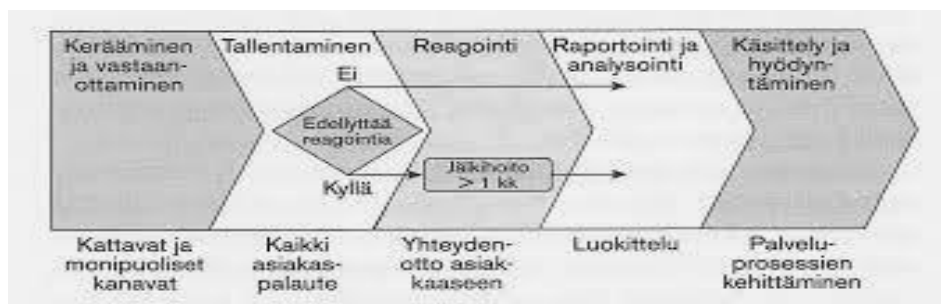 Kerääminen
ja vastaan-
ottaminen
Tallentaminen
Ei
Edellyttää
reagointia
Kyllä
Reagointi
Jälkihoito
> 1 kk
Raportointi ja
analysointi
Käsittely ja
hyödyn-
täminen
Kattavat ja
monipuoliset
kanavat
Kaikki
asiakas-
palaute
Yhteyden-
otto asiak-
kaaseen
Luokittelu
Palvelu-
prosessien
kehittäminen